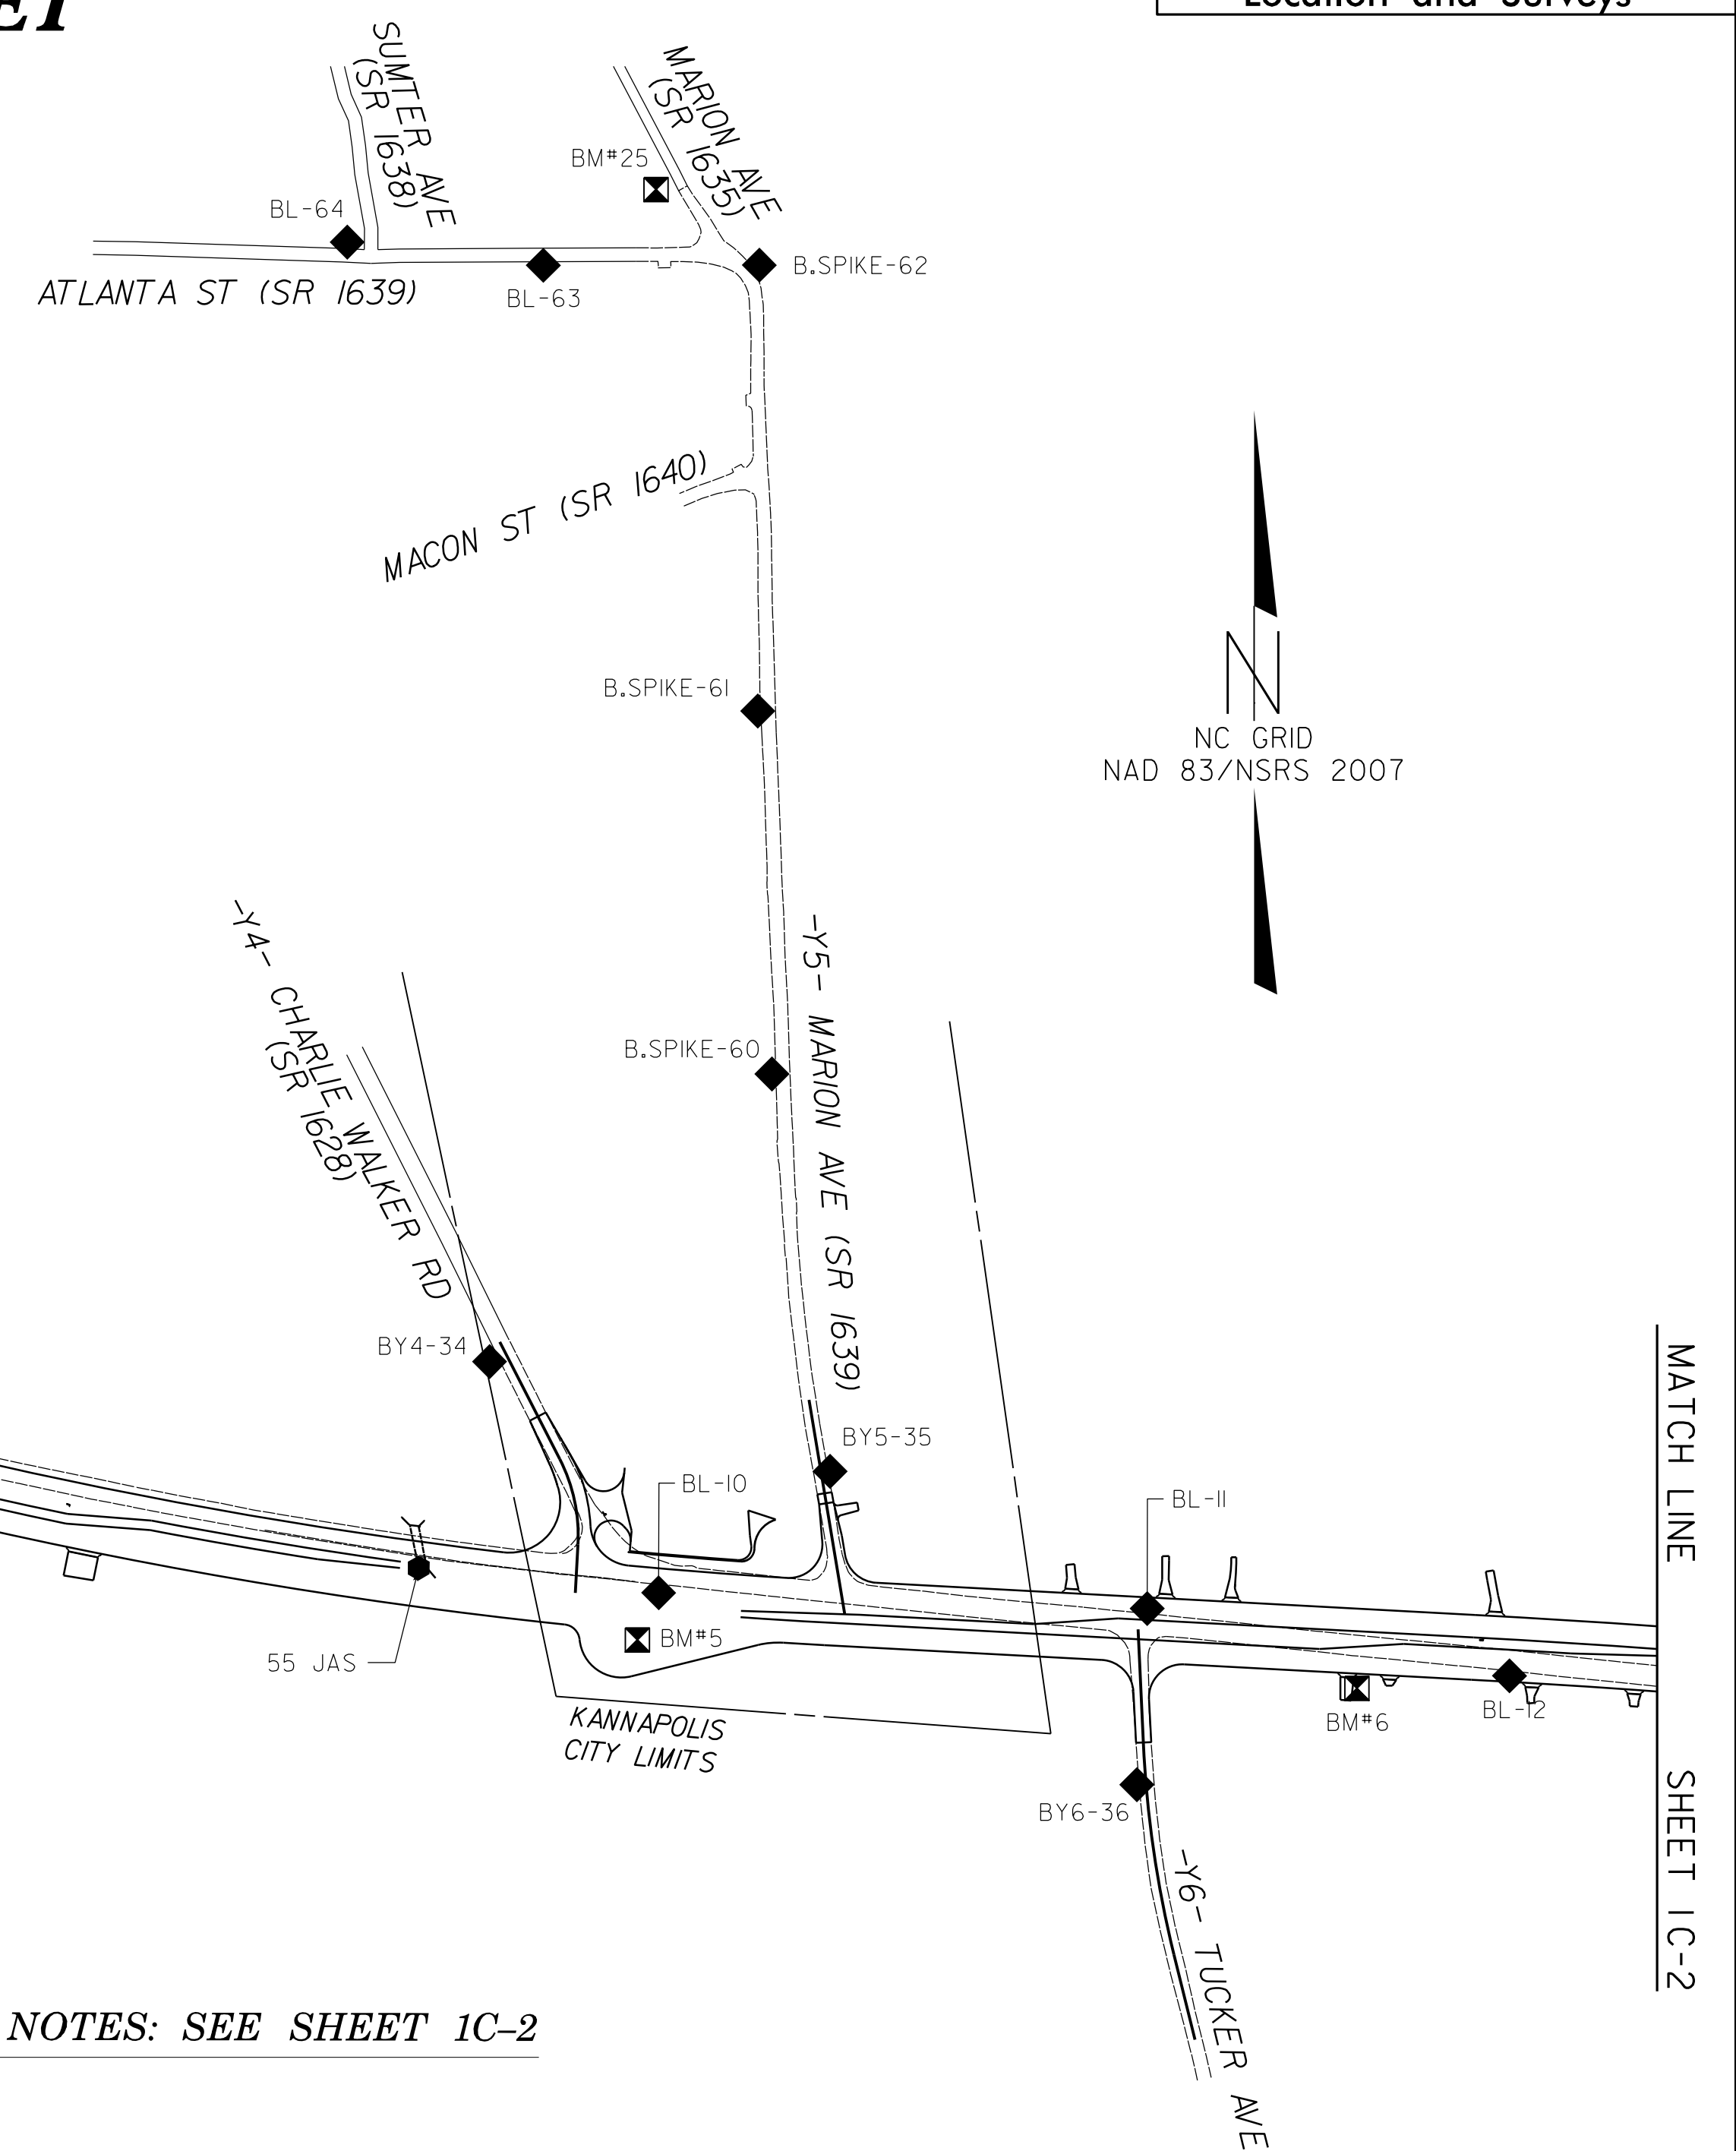 Location and Surveys
SUMTER AVE
(SR 1638)
MARION AVE
(SR 1635)
BM#25
BL-64
B.SPIKE-62
ATLANTA ST (SR 1639)
BL-63
MACON ST (SR 1640)
B.SPIKE-61
N
NC GRID
NAD 83/NSRS 2007
-Y4- CHARLIE WALKER RD
(SR 1628)
-Y5- MARION AVE (SR 1639)
B.SPIKE-60
BY4-34
BY5-35
BL-10
BL-11
MATCH LINE SHEET 1C-2
55 JAS
BM#5
KANNAPOLIS
CITY LIMITS
BM#6
BL-12
BY6-36
-Y6- TUCKER AVE
NOTES: SEE SHEET 1C-2